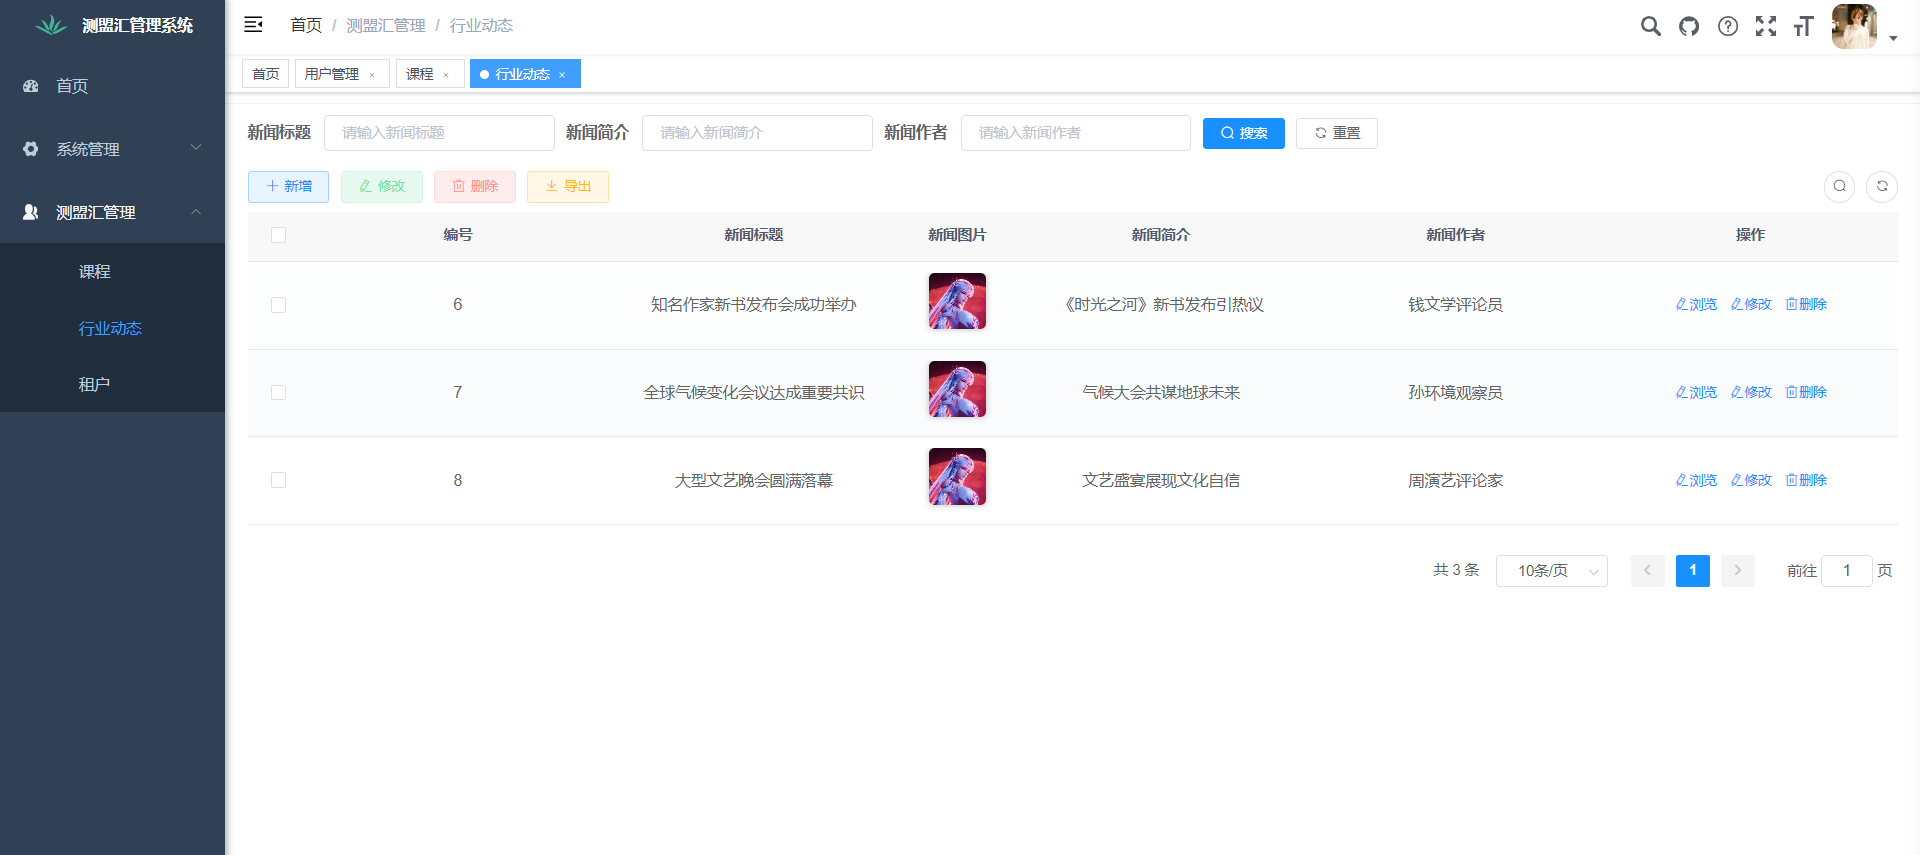 测盟汇管理系统
首页 / 测盟汇管理 / 行业动态
首页
系统管理
测盟汇管理
课程
行业动态
租户
首页 用户管理 × 课程 × 行业动态 ×
新闻标题 请输入新闻标题 新闻简介 请输入新闻简介 新闻作者 请输入新闻作者 搜索 重置
新增 修改 删除 导出
编号 新闻标题 新闻图片 新闻简介 新闻作者 操作
6 知名作家新书发布会成功举办 《时光之河》新书发布引热议 钱文学评论员 浏览 修改 删除
7 全球气候变化会议达成重要共识 气候大会共谋地球未来 孙环境观察员 浏览 修改 删除
8 大型文艺晚会圆满落幕 文艺盛宴展现文化自信 周演艺评论家 浏览 修改 删除
共 3 条 10条/页 1 前往 1 页